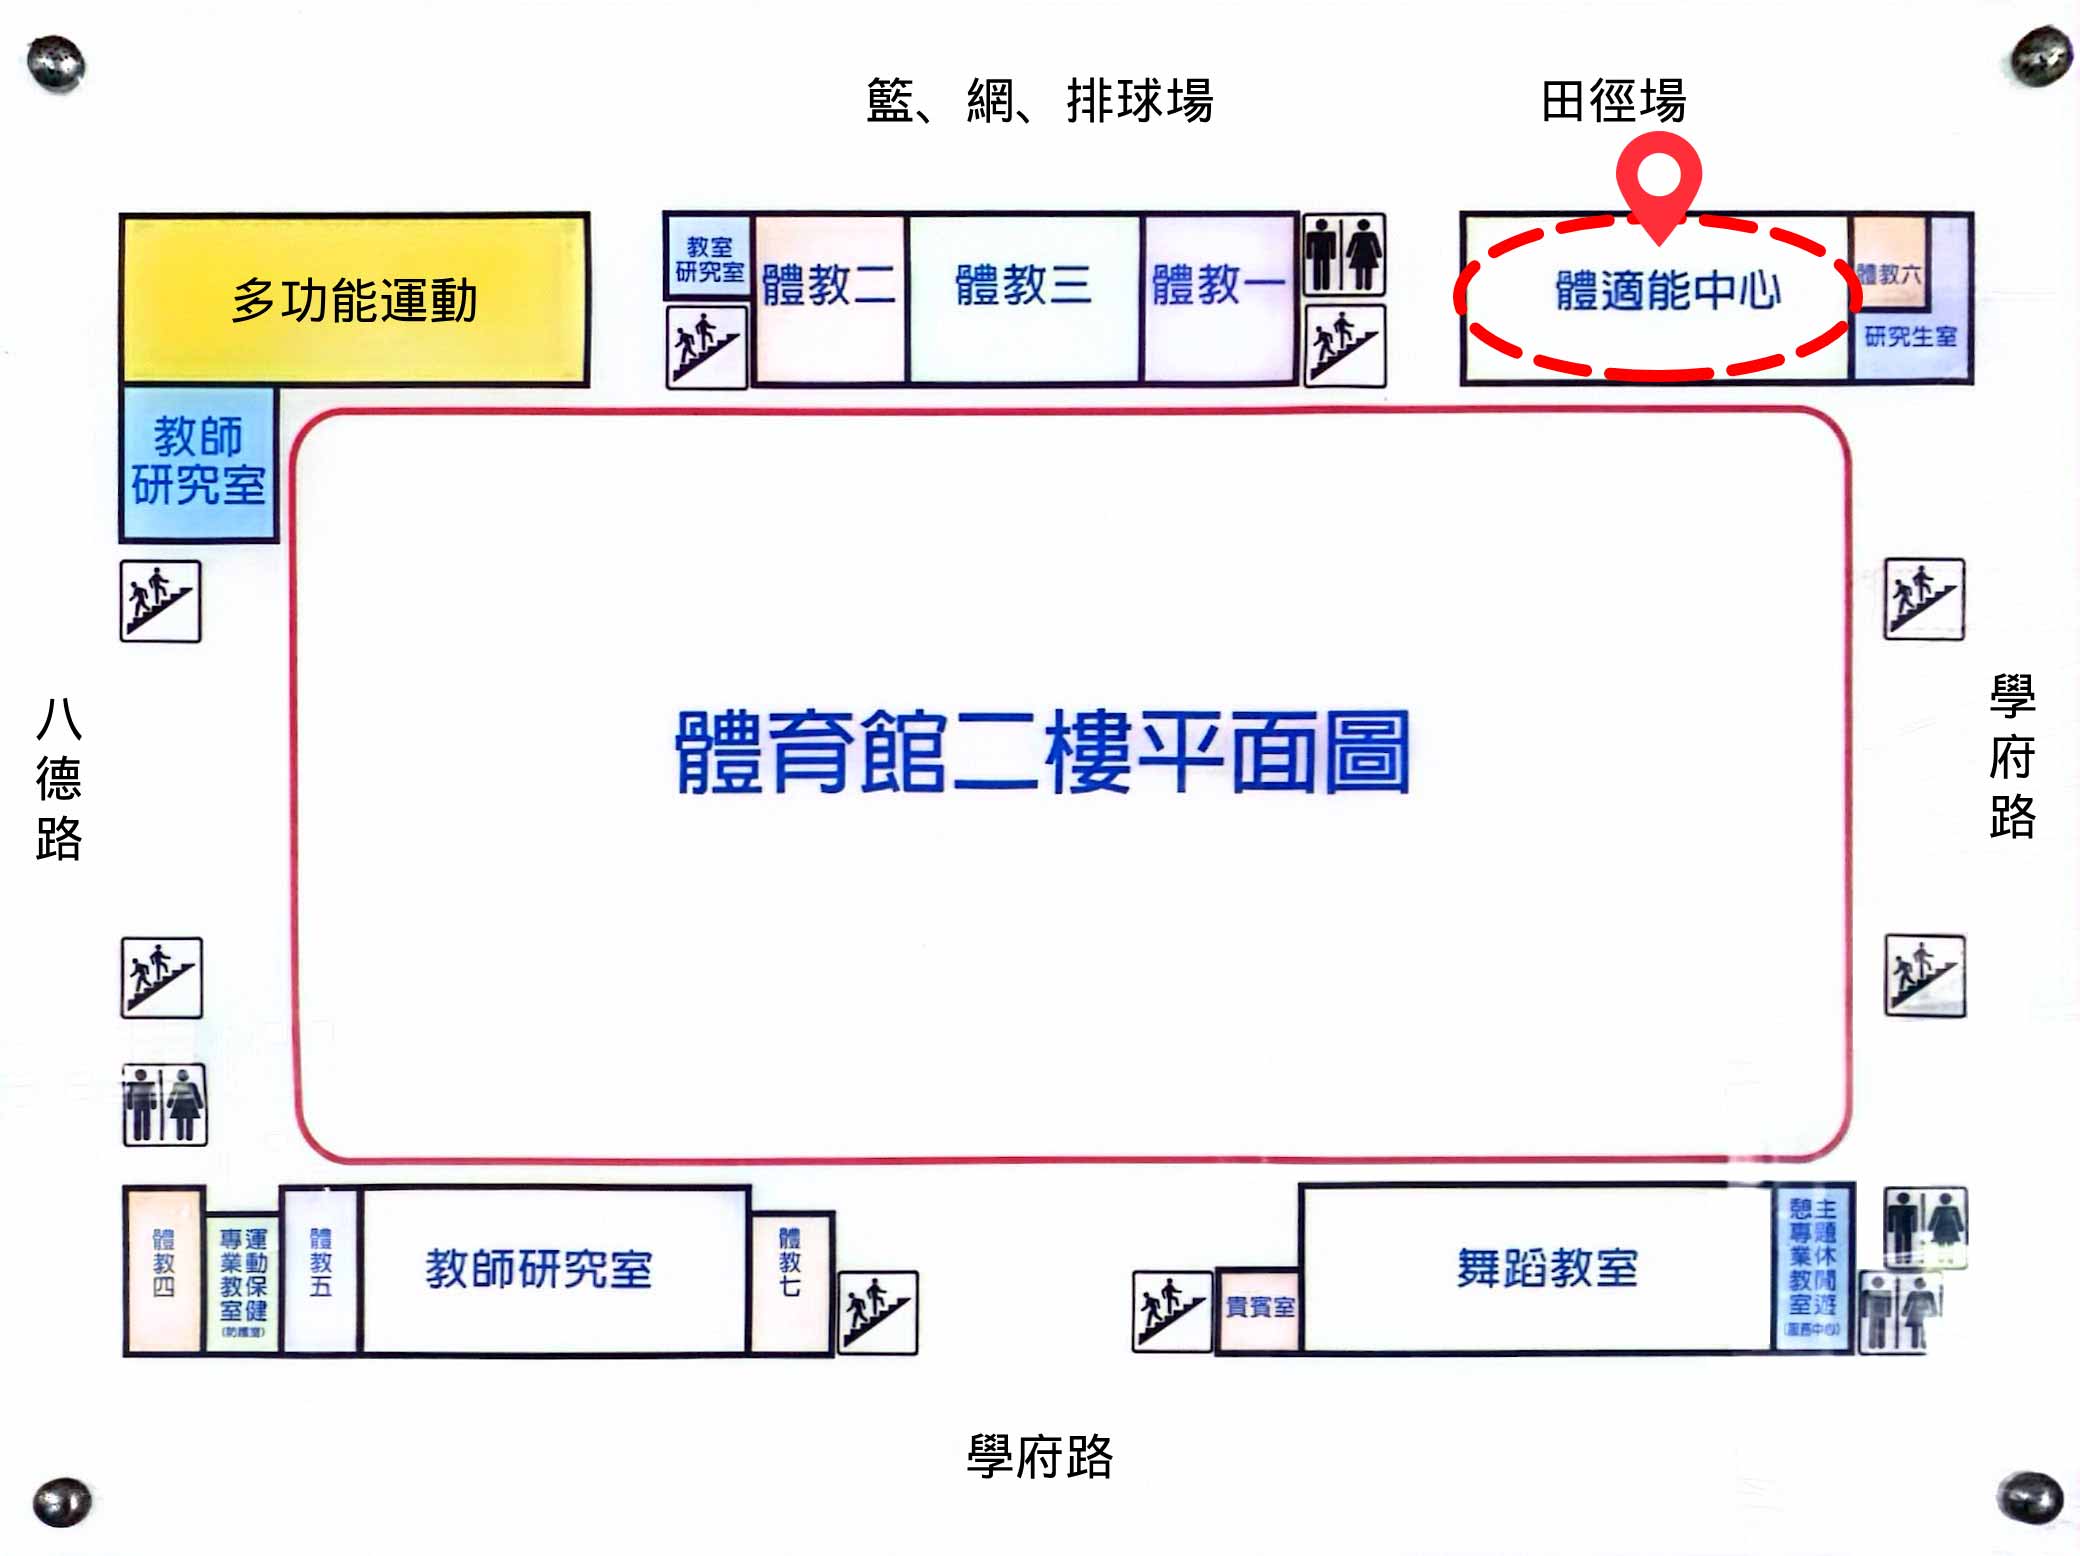 籃、網、排球場
田徑場
多功能運動
教室
研究室
體教二
體教三
體教一
體適能中心
體教六
研究生室
教師
研究室
體育館二樓平面圖
八德路
學府路
體教四
運動保健
專業教室
(防護室)
體教五
教師研究室
體教七
貴賓室
舞蹈教室
主題休閒遊
憩專業教室
(服務中心)
學府路